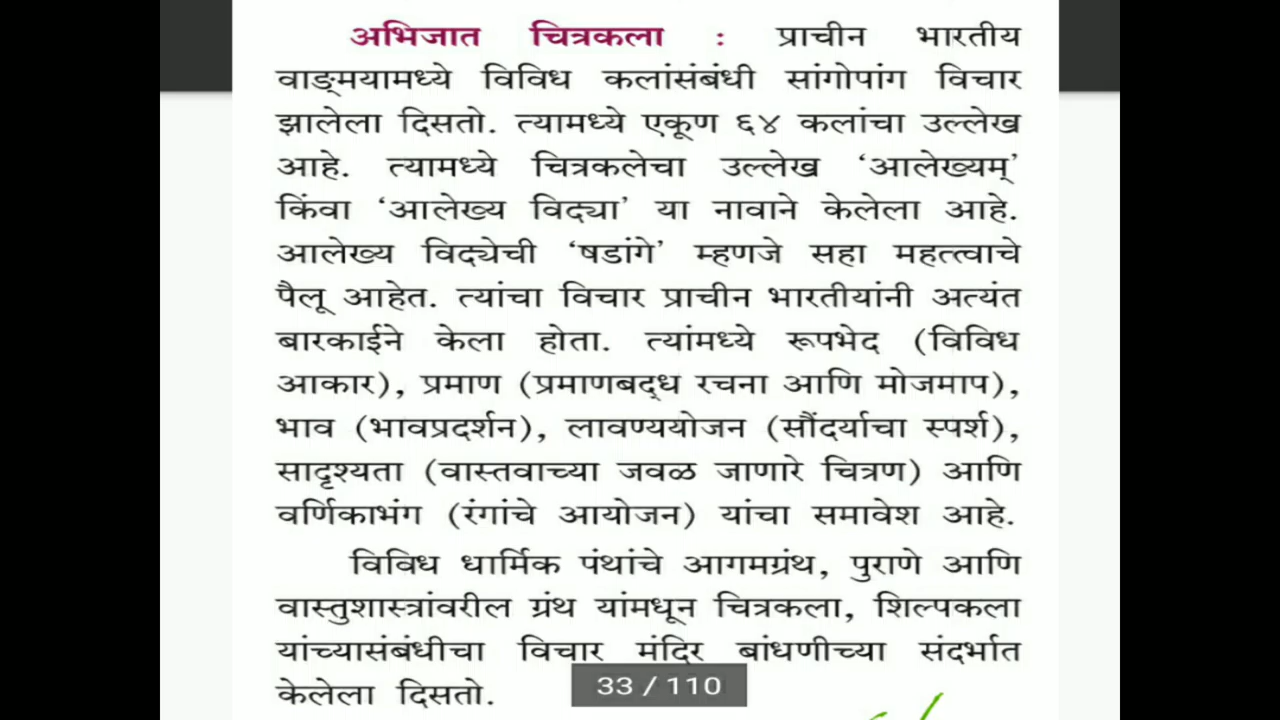 अभिजात चित्रकला : प्राचीन भारतीय
वाङ्‌मयामध्ये विविध कलांसंबंधी सांगोपांग विचार
झालेला दिसतो. त्यामध्ये एकूण ६४ कलांचा उल्लेख
आहे. त्यामध्ये चित्रकलेचा उल्लेख ‘आलेख्यम्’
किंवा ‘आलेख्य विद्या’ या नावाने केलेला आहे.
आलेख्य विद्येची ‘षडांगे’ म्हणजे सहा महत्त्वाचे
पैलू आहेत. त्यांचा विचार प्राचीन भारतीयांनी अत्यंत
बारकाईने केला होता. त्यांमध्ये रूपभेद (विविध
आकार), प्रमाण (प्रमाणबद्ध रचना आणि मोजमाप),
भाव (भावप्रदर्शन), लावण्ययोजन (सौंदर्याचा स्पर्श),
सादृश्यता (वास्तवाच्या जवळ जाणारे चित्रण) आणि
वर्णिकाभंग (रंगांचे आयोजन) यांचा समावेश आहे.
विविध धार्मिक पंथांचे आगमग्रंथ, पुराणे आणि
वास्तुशास्त्रांवरील ग्रंथ यांमधून चित्रकला, शिल्पकला
यांच्यासंबंधीचा विचार मंदिर बांधणीच्या संदर्भात
केलेला दिसतो.
33 / 110